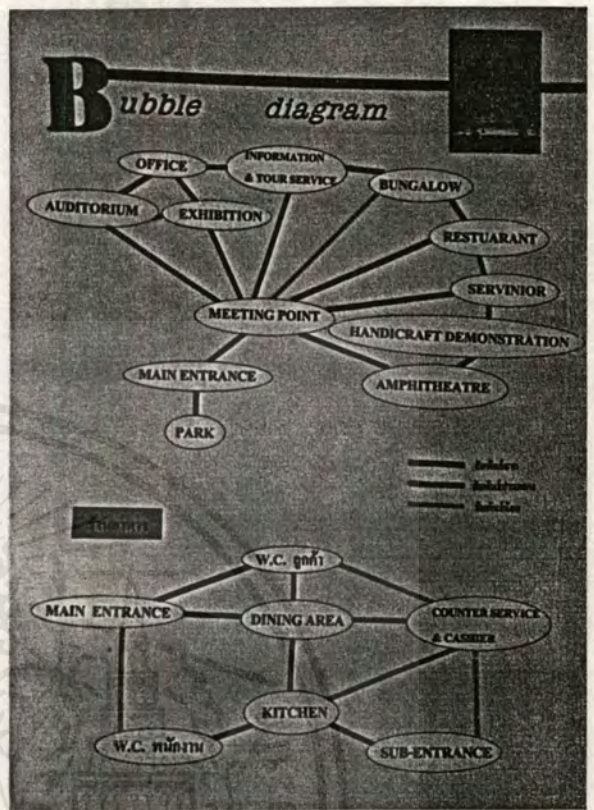 Bubble diagram
OFFICE
INFORMATION
& TOUR SERVICE
BUNGALOW
AUDITORIUM
EXHIBITION
RESTUARANT
SERVINIOR
MEETING POINT
HANDICRAFT DEMONSTRATION
MAIN ENTRANCE
AMPHITHEATRE
PARK
W.C. ลูกค้า
MAIN ENTRANCE
DINING AREA
COUNTER SERVICE
& CASHIER
KITCHEN
W.C. พนักงาน
SUB-ENTRANCE